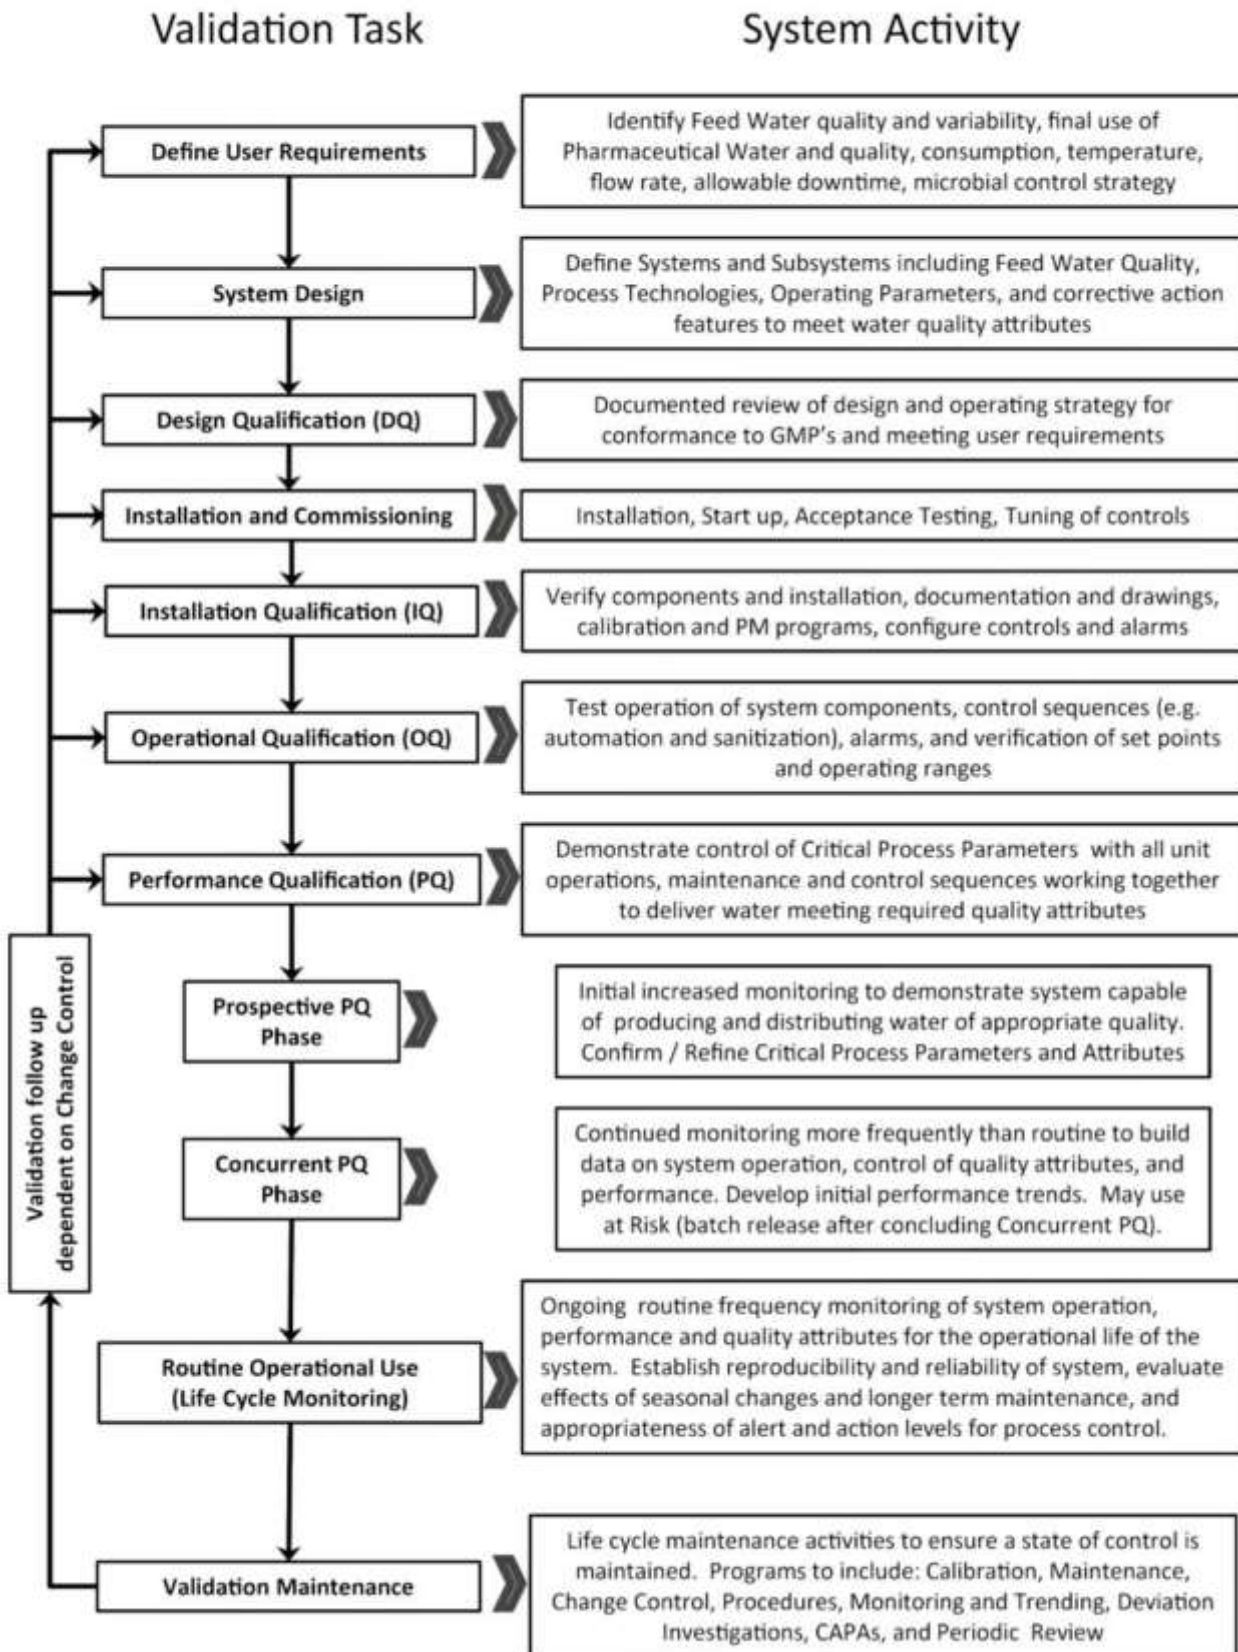 Validation Task
System Activity
Define User Requirements
Identify Feed Water quality and variability, final use of
Pharmaceutical Water and quality, consumption, temperature,
flow rate, allowable downtime, microbial control strategy
System Design
Define Systems and Subsystems including Feed Water Quality,
Process Technologies, Operating Parameters, and corrective action
features to meet water quality attributes
Design Qualification (DQ)
Documented review of design and operating strategy for
conformance to GMP's and meeting user requirements
Installation and Commissioning
Installation, Start up, Acceptance Testing, Tuning of controls
Installation Qualification (IQ)
Verify components and installation, documentation and drawings,
calibration and PM programs, configure controls and alarms
Operational Qualification (OQ)
Test operation of system components, control sequences (e.g.
automation and sanitization), alarms, and verification of set points
and operating ranges
Performance Qualification (PQ)
Demonstrate control of Critical Process Parameters with all unit
operations, maintenance and control sequences working together
to deliver water meeting required quality attributes
Validation follow up
dependent on Change Control
Prospective PQ
Phase
Initial increased monitoring to demonstrate system capable
of producing and distributing water of appropriate quality.
Confirm / Refine Critical Process Parameters and Attributes
Concurrent PQ
Phase
Continued monitoring more frequently than routine to build
data on system operation, control of quality attributes, and
performance. Develop initial performance trends. May use
at Risk (batch release after concluding Concurrent PQ).
Routine Operational Use
(Life Cycle Monitoring)
Ongoing routine frequency monitoring of system operation,
performance and quality attributes for the operational life of the
system. Establish reproducibility and reliability of system, evaluate
effects of seasonal changes and longer term maintenance, and
appropriateness of alert and action levels for process control.
Validation Maintenance
Life cycle maintenance activities to ensure a state of control is
maintained. Programs to include: Calibration, Maintenance,
Change Control, Procedures, Monitoring and Trending, Deviation
Investigations, CAPAs, and Periodic Review